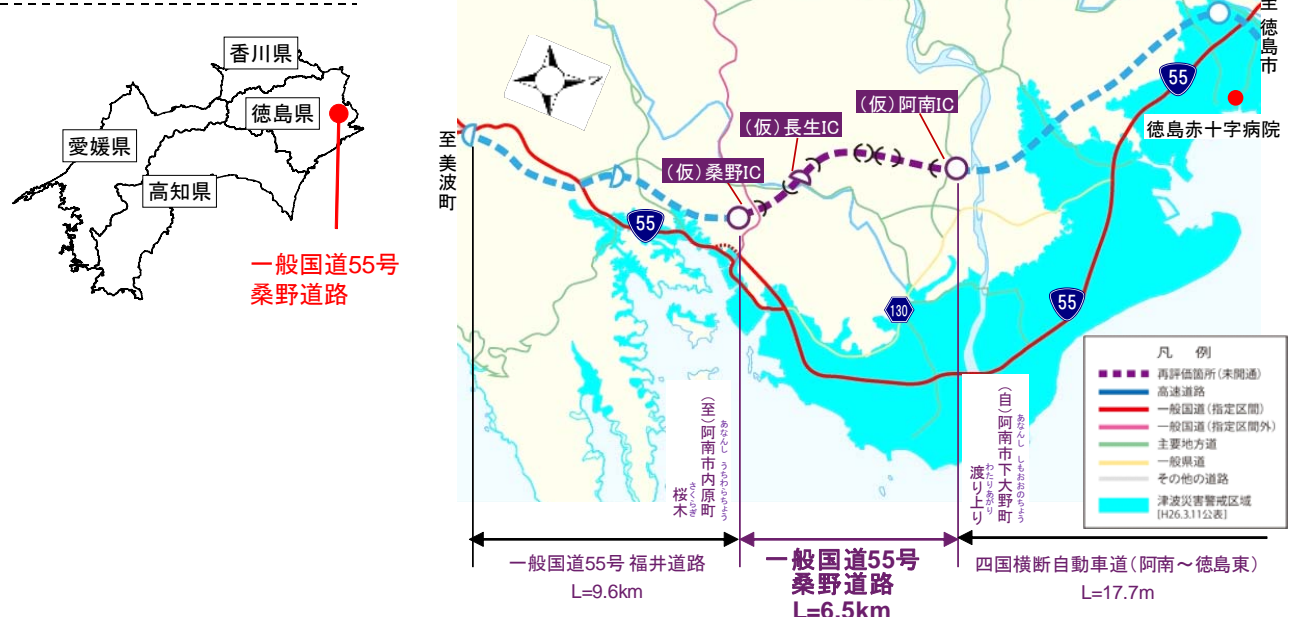 香川県
徳島県
愛媛県
高知県
一般国道55号
桑野道路
至 美波町
(仮)桑野IC
(仮)長生IC
(仮)阿南IC
至 徳島市
徳島赤十字病院
55
55
55
130
凡 例
再評価箇所(未開通)
高速道路
一般国道(指定区間)
一般国道(指定区間外)
主要地方道
一般県道
その他の道路
津波災害警戒区域
[H26.3.11公表]
(至)阿南市内原町
あなんし うちわらちょう
桜木
さくらぎ
(自)阿南市下大野町
あなんし しもおおのちょう
渡り上り
わたりあがり
一般国道55号 福井道路
L=9.6km
一般国道55号
桑野道路
L=6.5km
四国横断自動車道(阿南～徳島東)
L=17.7m